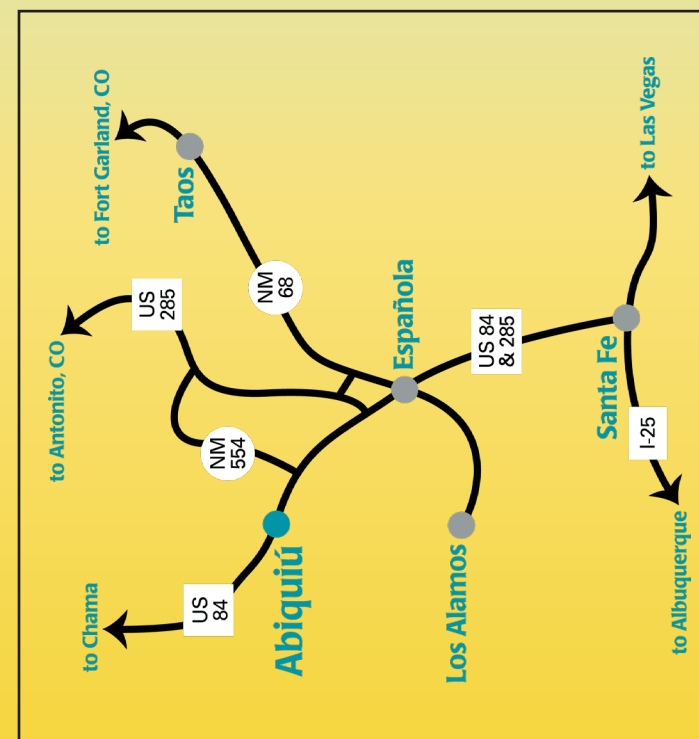 to Chama
to Antonito, CO
to Fort Garland, CO
US
84
NM
554
US
285
Taos
NM
68
Abiquiú
Española
Los Alamos
US 84
& 285
Santa Fe
to Las Vegas
I-25
to Albuquerque